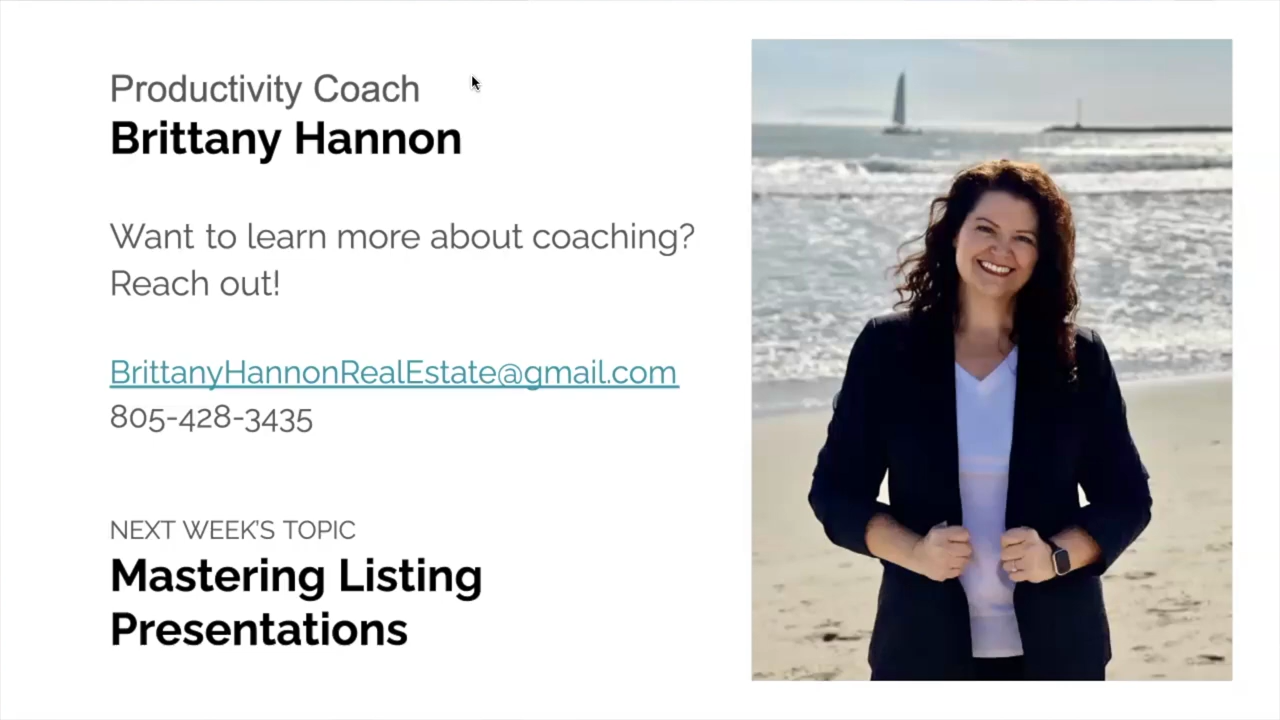 Productivity Coach
Brittany Hannon
Want to learn more about coaching?
Reach out!
BrittanyHannonRealEstate@gmail.com
805-428-3435
NEXT WEEK'S TOPIC
Mastering Listing
Presentations